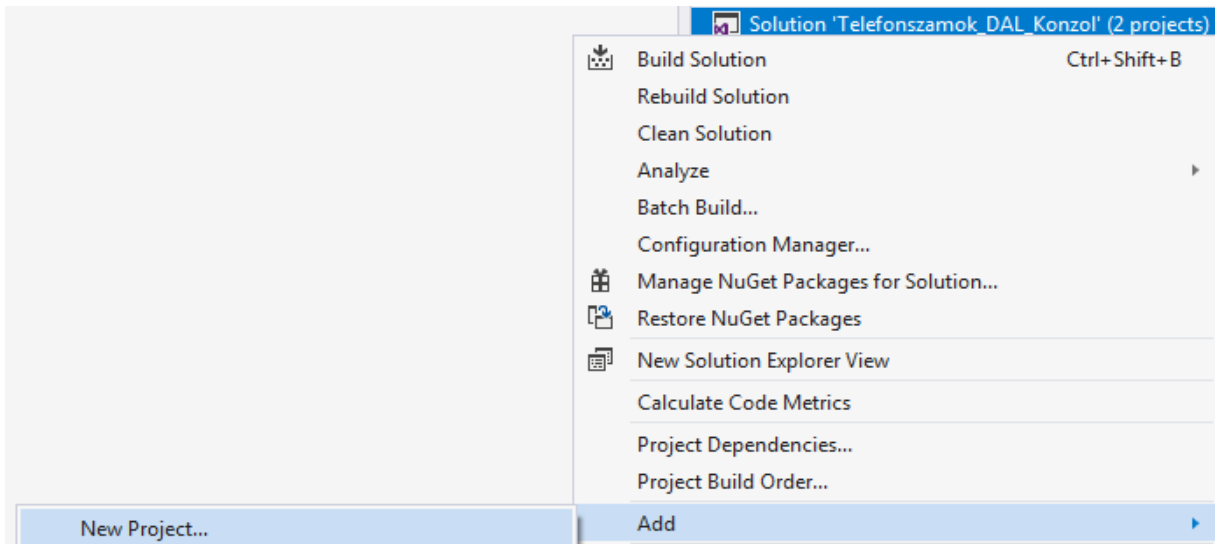 Solution 'Telefonszamok_DAL_Konzol' (2 projects)
Build Solution Ctrl+Shift+B
Rebuild Solution
Clean Solution
Analyze
Batch Build...
Configuration Manager...
Manage NuGet Packages for Solution...
Restore NuGet Packages
New Solution Explorer View
Calculate Code Metrics
Project Dependencies...
Project Build Order...
Add
New Project...